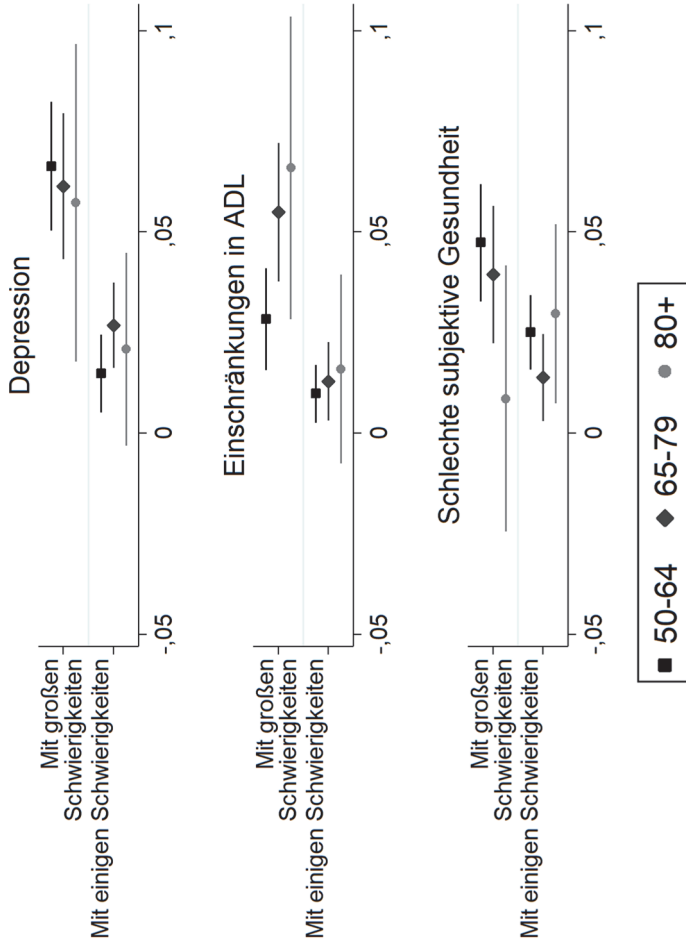 Depression
Mit großen
Schwierigkeiten
Mit einigen Schwierigkeiten
-,05
0
,05
,1
Einschränkungen in ADL
Mit großen
Schwierigkeiten
Mit einigen Schwierigkeiten
-,05
0
,05
,1
Schlechte subjektive Gesundheit
Mit großen
Schwierigkeiten
Mit einigen Schwierigkeiten
-,05
0
,05
,1
50-64 65-79 80+